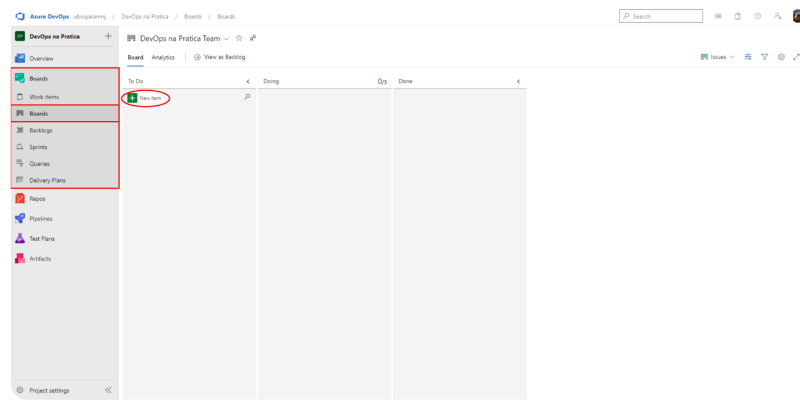 Azure DevOps ubirajaramnj / DevOps na Pratica / Boards / Boards
Search
DevOps na Pratica
DevOps na Pratica Team
Overview
Board Analytics View as Backlog
Issues
Boards
To Do
Doing
0/5
Done
Work items
New item
Boards
Backlogs
Sprints
Queries
Delivery Plans
Repos
Pipelines
Test Plans
Artifacts
Project settings